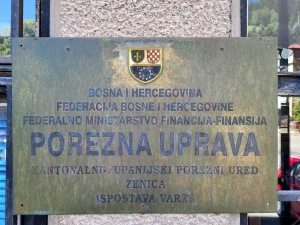 BOSNA I HERCEGOVINA
FEDERACIJA BOSNE I HERCEGOVINE
FEDERALNO MINISTARSTVO FINANCIJA-FINANSIJA
POREZNA UPRAVA
KANTONALNI-ŽUPANIJSKI POREZNI URED
ZENICA
ISPOSTAVA VAREŠ